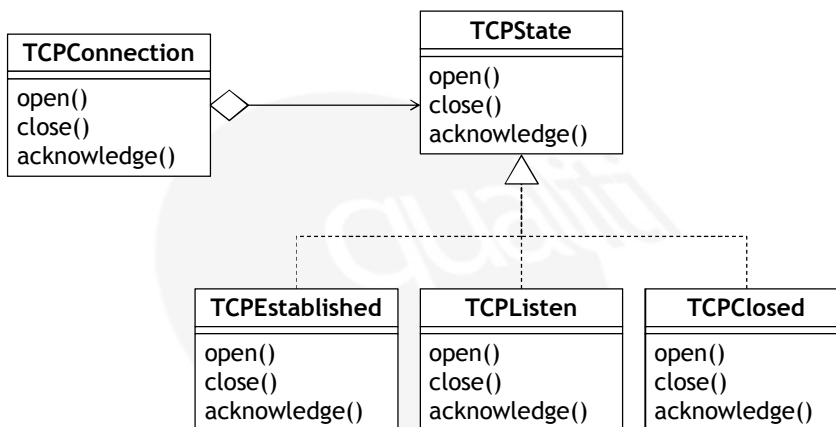 TCPConnection
open()
close()
acknowledge()
TCPState
open()
close()
acknowledge()
qualiti
TCPEstablished
open()
close()
acknowledge()
TCPListen
open()
close()
acknowledge()
TCPClosed
open()
close()
acknowledge()